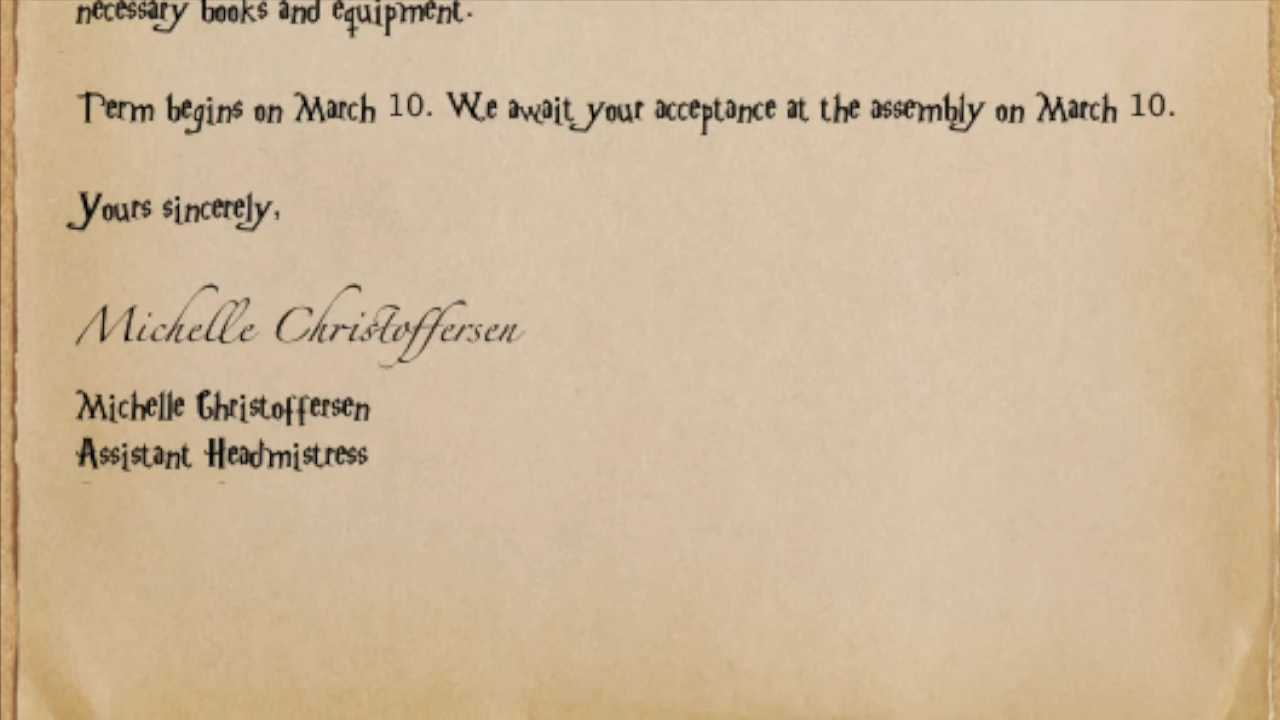 necessary books and equipment.
Term begins on March 10. We await your acceptance at the assembly on March 10.
Yours sincerely,
Michelle Christoffersen
Michelle Christoffersen
Assistant Headmistress